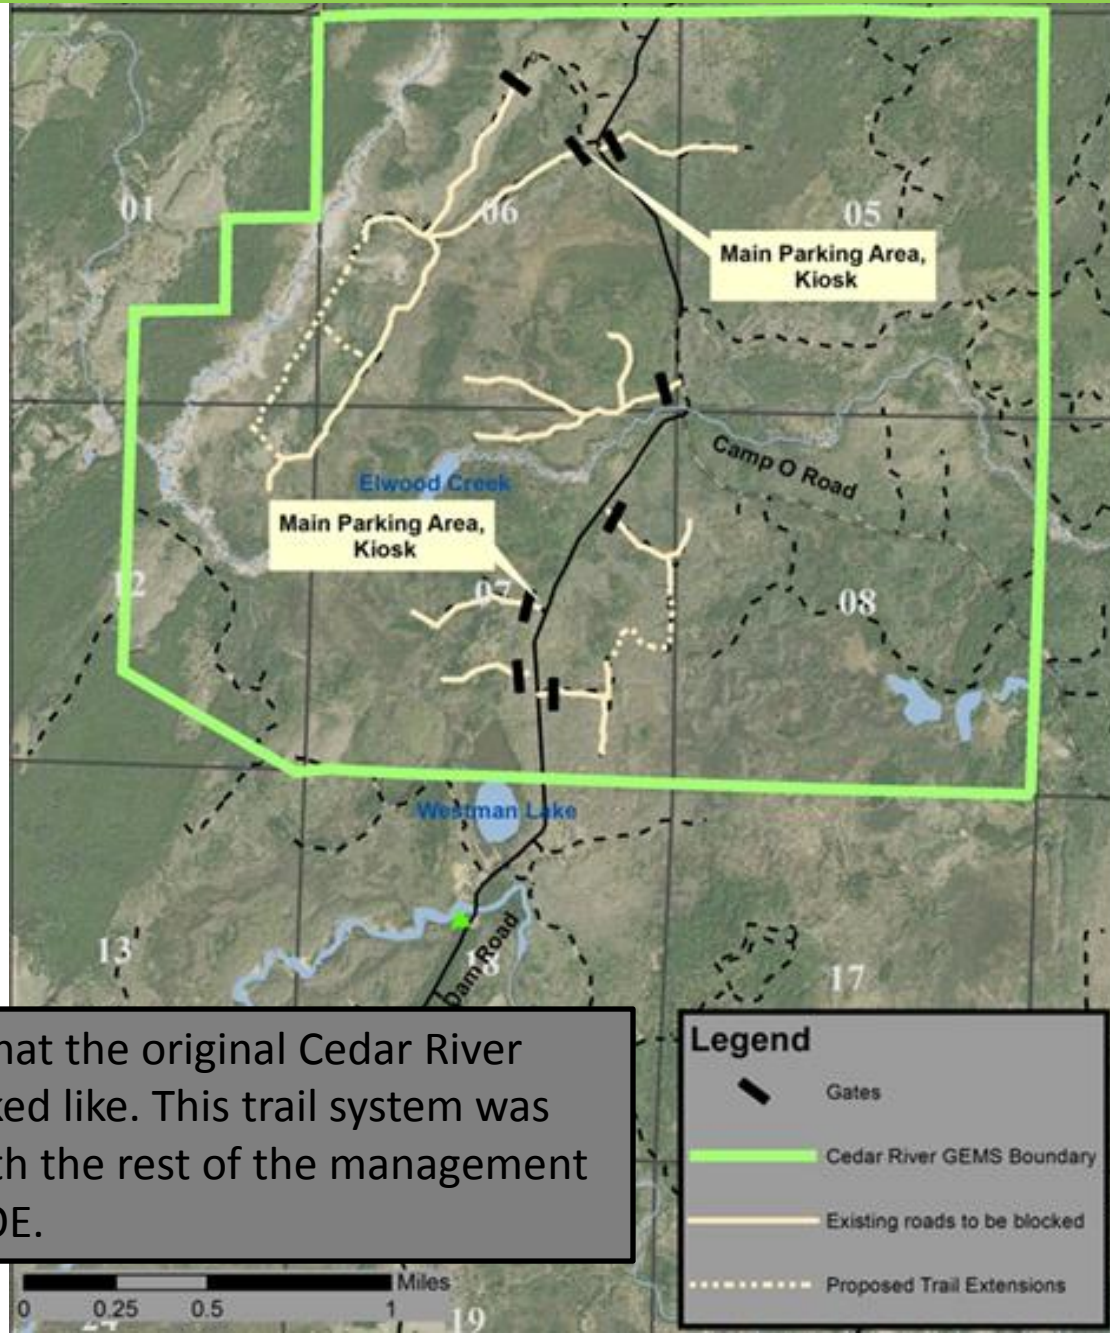 01
06
05
Main Parking Area,
Kiosk
Camp O Road
Elwood Creek
Main Parking Area,
Kiosk
12
07
08
Westman Lake
13
Dam Road
17
hat the original Cedar River
ked like. This trail system was
th the rest of the management
DE.
Legend
Gates
Cedar River GEMS Boundary
Existing roads to be blocked
Proposed Trail Extensions
Miles
0 0.25 0.5 1
19